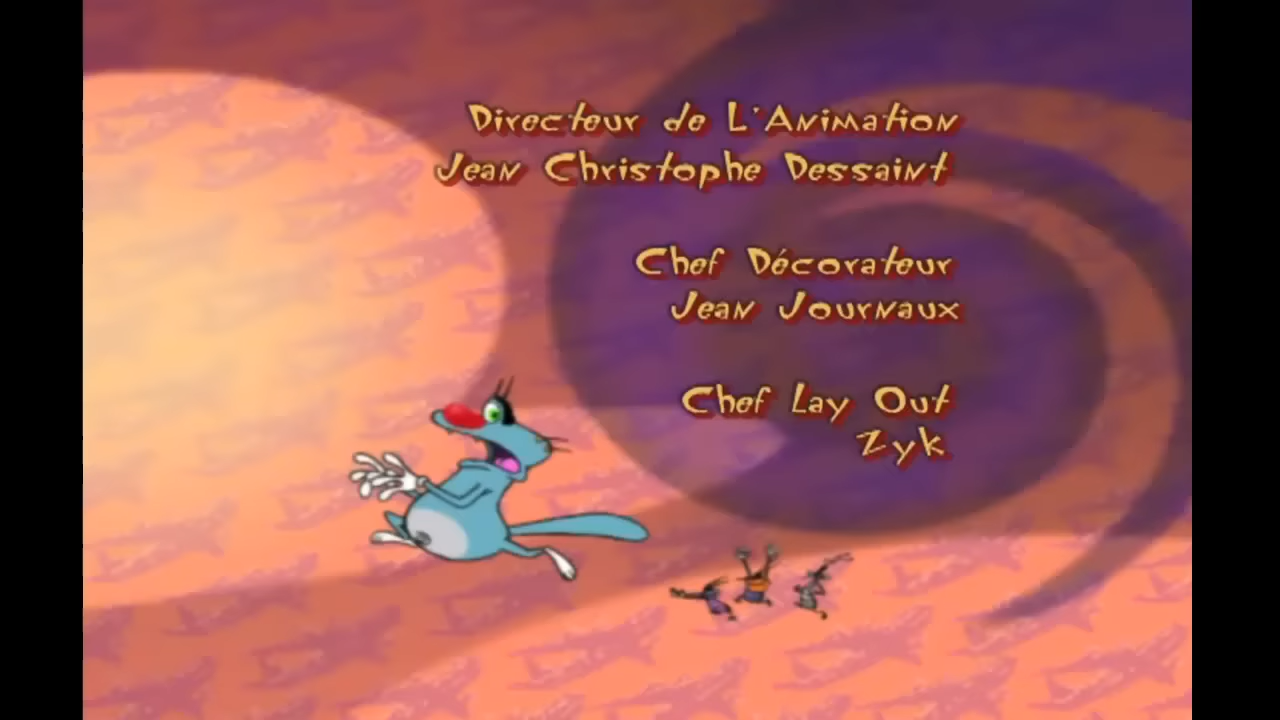 Directeur de L'Animation
Jean Christophe Dessaint
Chef Décorateur
Jean Journaux
Chef Lay Out
Zyk